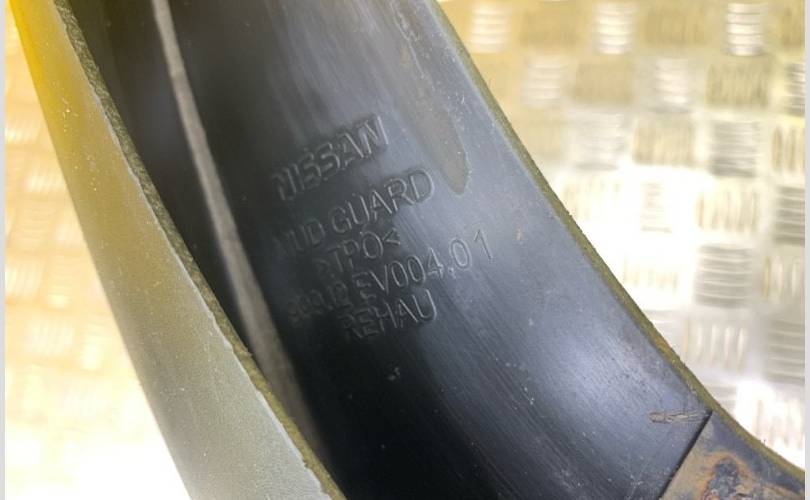 NISSAN
MUD GUARD
>TPO<
EV004.01
REHAU